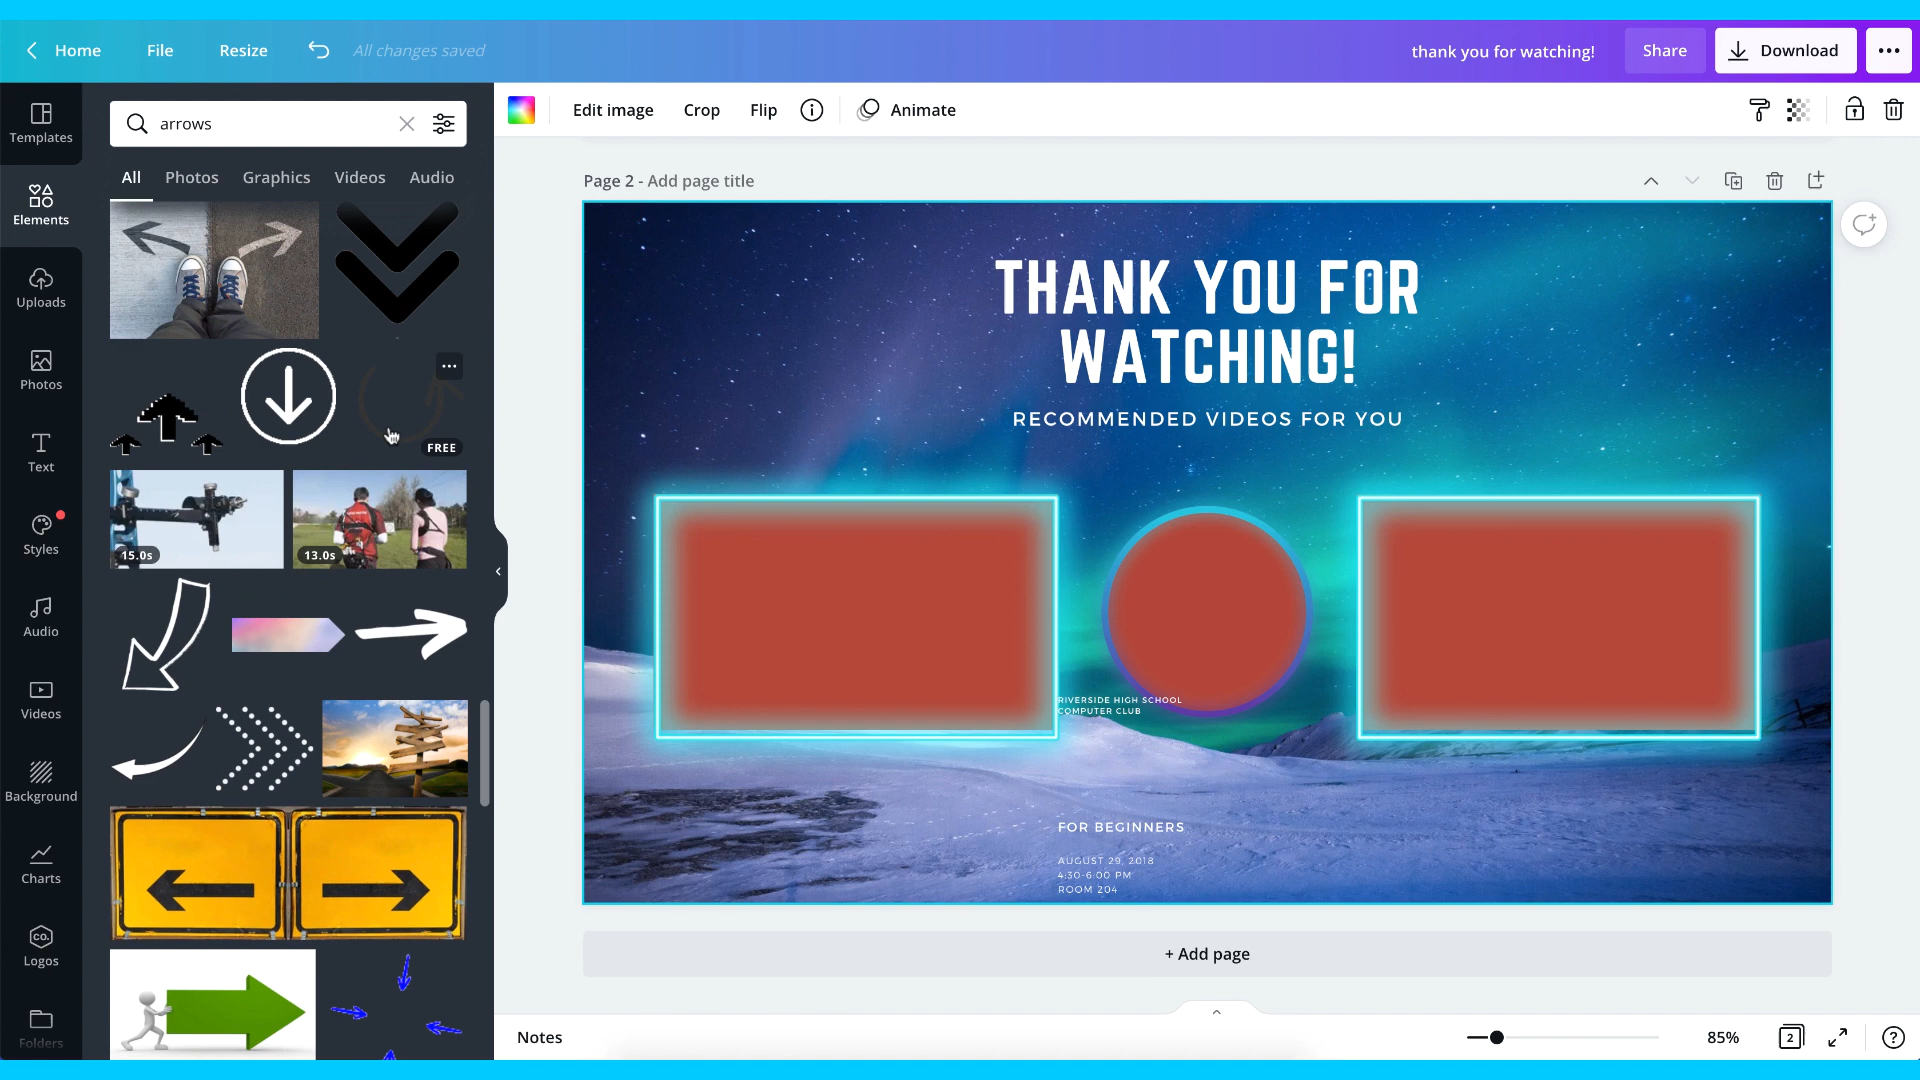 Home
File
Resize
All changes saved
thank you for watching!
Share
Download
Templates
Elements
Uploads
Photos
Text
Styles
Audio
Videos
Background
Charts
CO.
Logos
Folders
arrows
All
Photos
Graphics
Videos
Audio
FREE
15.0s
13.0s
Edit image
Crop
Flip
Animate
Page 2 - Add page title
THANK YOU FOR
WATCHING!
RECOMMENDED VIDEOS FOR YOU
RIVERSIDE HIGH SCHOOL
COMPUTER CLUB
FOR BEGINNERS
AUGUST 29, 2018
4:30-6:00 PM
ROOM 204
+ Add page
Notes
85%
2
?